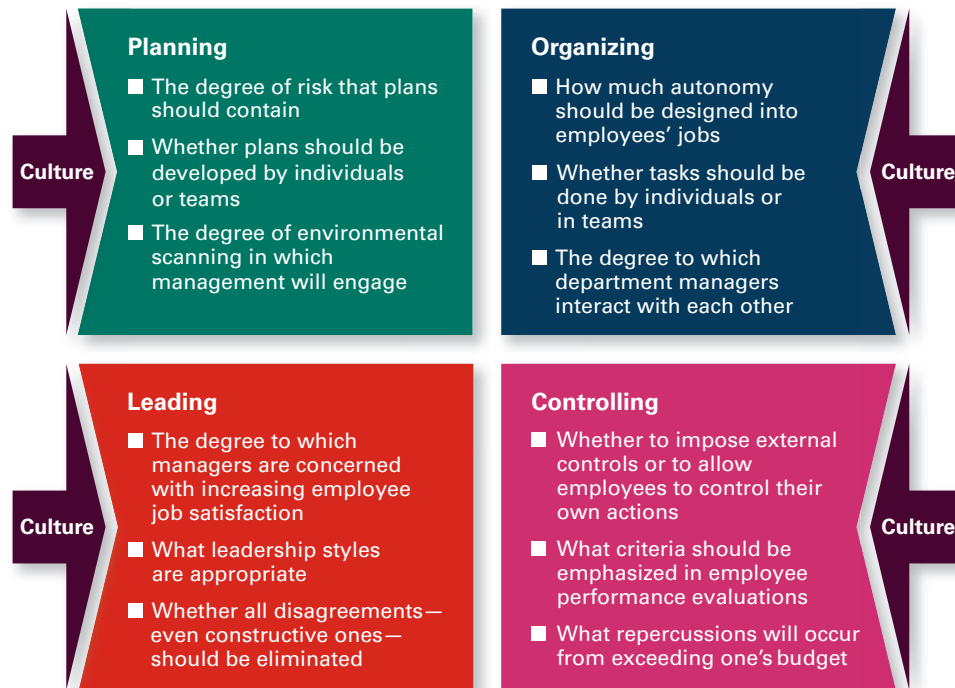 Planning
■ The degree of risk that plans
should contain
■ Whether plans should be
developed by individuals
or teams
■ The degree of environmental
scanning in which
management will engage
Culture
Organizing
■ How much autonomy
should be designed into
employees’ jobs
■ Whether tasks should be
done by individuals or
in teams
■ The degree to which
department managers
interact with each other
Culture
Leading
■ The degree to which
managers are concerned
with increasing employee
job satisfaction
■ What leadership styles
are appropriate
■ Whether all disagreements—
even constructive ones—
should be eliminated
Culture
Controlling
■ Whether to impose external
controls or to allow
employees to control their
own actions
■ What criteria should be
emphasized in employee
performance evaluations
■ What repercussions will occur
from exceeding one’s budget
Culture